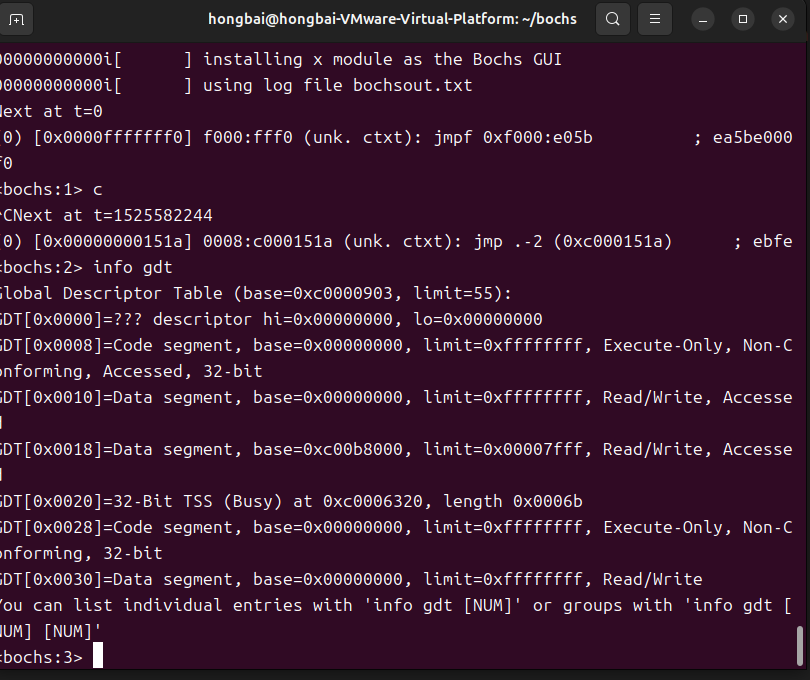 hongbai@hongbai-VMware-Virtual-Platform: ~/bochs
00000000000i[      ] installing x module as the Bochs GUI
00000000000i[      ] using log file bochsout.txt
Next at t=0
(0) [0x0000fffffff0] f000:fff0 (unk. ctxt): jmpf 0xf000:e05b          ; ea5be000
f0
<bochs:1> c
^CNext at t=1525582244
(0) [0x00000000151a] 0008:c000151a (unk. ctxt): jmp .-2 (0xc000151a)      ; ebfe
<bochs:2> info gdt
Global Descriptor Table (base=0xc0000903, limit=55):
GDT[0x0000]=??? descriptor hi=0x00000000, lo=0x00000000
GDT[0x0008]=Code segment, base=0x00000000, limit=0xffffffff, Execute-Only, Non-C
onforming, Accessed, 32-bit
GDT[0x0010]=Data segment, base=0x00000000, limit=0xffffffff, Read/Write, Accesse
d
GDT[0x0018]=Data segment, base=0xc00b8000, limit=0x00007fff, Read/Write, Accesse
d
GDT[0x0020]=32-Bit TSS (Busy) at 0xc0006320, length 0x0006b
GDT[0x0028]=Code segment, base=0x00000000, limit=0xffffffff, Execute-Only, Non-C
onforming, 32-bit
GDT[0x0030]=Data segment, base=0x00000000, limit=0xffffffff, Read/Write
You can list individual entries with 'info gdt [NUM]' or groups with 'info gdt [
NUM] [NUM]'
<bochs:3>